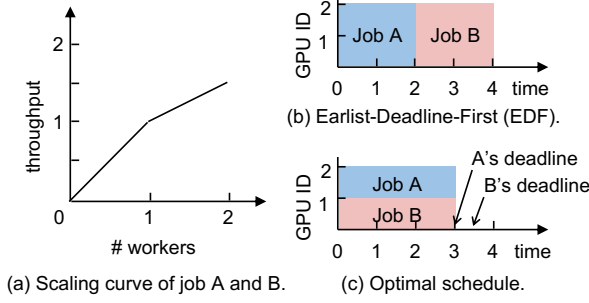 throughput
2
1
0
1
2
# workers
(a) Scaling curve of job A and B.
GPU ID
2
1
Job A
Job B
0
1
2
3
4
time
(b) Earlist-Deadline-First (EDF).
A's deadline
B's deadline
GPU ID
2
1
Job A
Job B
0
1
2
3
4
time
(c) Optimal schedule.